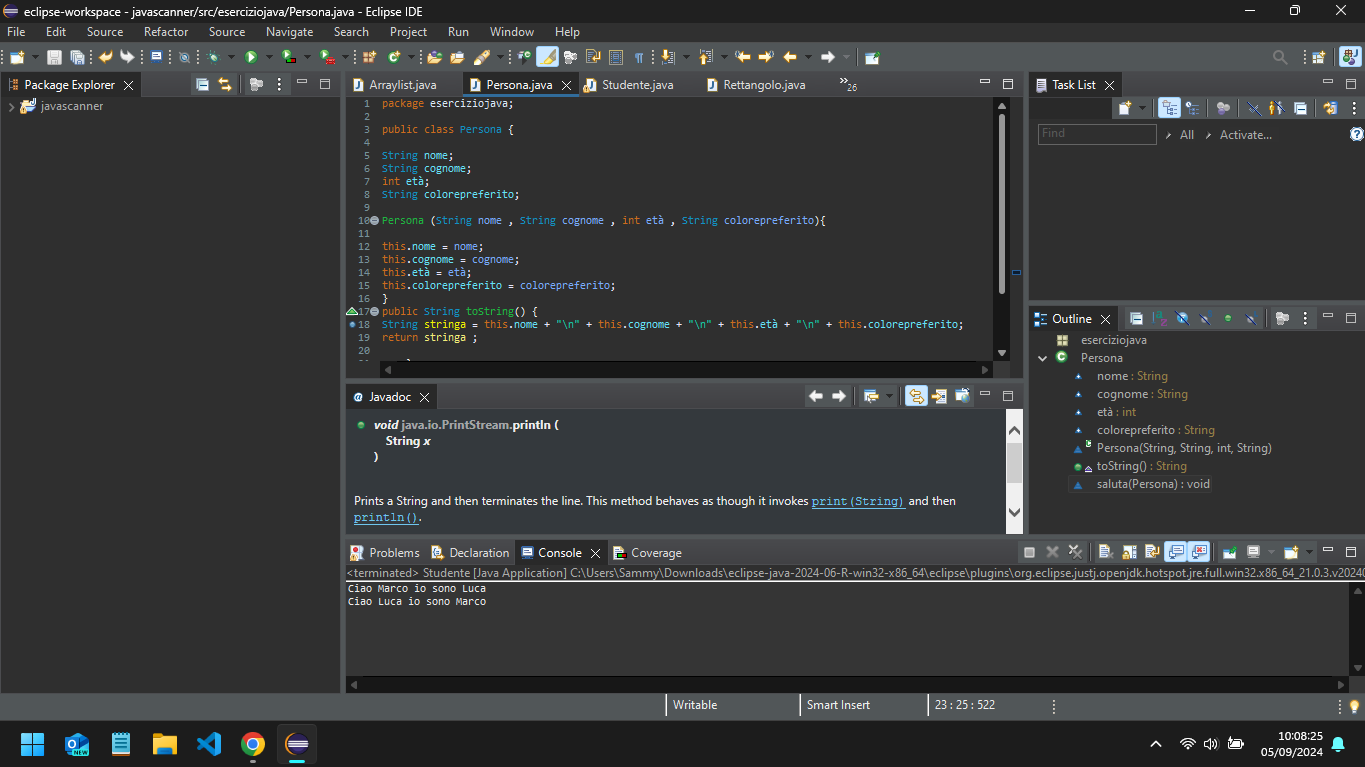 eclipse-workspace - javascanner/src/eserciziojava/Persona.java - Eclipse IDE
File Edit Source Refactor Source Navigate Search Project Run Window Help
Package Explorer
javascanner
Arraylist.java Persona.java Studente.java Rettangolo.java »26
1 package eserciziojava;
2
3 public class Persona {
4
5 String nome;
6 String cognome;
7 int età;
8 String colorepreferito;
9
10 Persona (String nome , String cognome , int età , String colorepreferito){
11
12 this.nome = nome;
13 this.cognome = cognome;
14 this.età = età;
15 this.colorepreferito = colorepreferito;
16 }
17 public String toString() {
18 String stringa = this.nome + "\n" + this.cognome + "\n" + this.età + "\n" + this.colorepreferito;
19 return stringa ;
20
Task List
Find All Activate...
Outline
eserciziojava
Persona
nome : String
cognome : String
età : int
colorepreferito : String
Persona(String, String, int, String)
toString() : String
saluta(Persona) : void
Javadoc
void java.io.PrintStream.println (
String x
)
Prints a String and then terminates the line. This method behaves as though it invokes print(String) and then
println().
Problems Declaration Console Coverage
<terminated> Studente [Java Application] C:\Users\Sammy\Downloads\eclipse-java-2024-06-R-win32-x86_64\eclipse\plugins\org.eclipse.justj.openjdk.hotspot.jre.full.win32.x86_64_21.0.3.v20240
Ciao Marco io sono Luca
Ciao Luca io sono Marco
Writable Smart Insert 23 : 25 : 522
NEW
10:08:25
05/09/2024